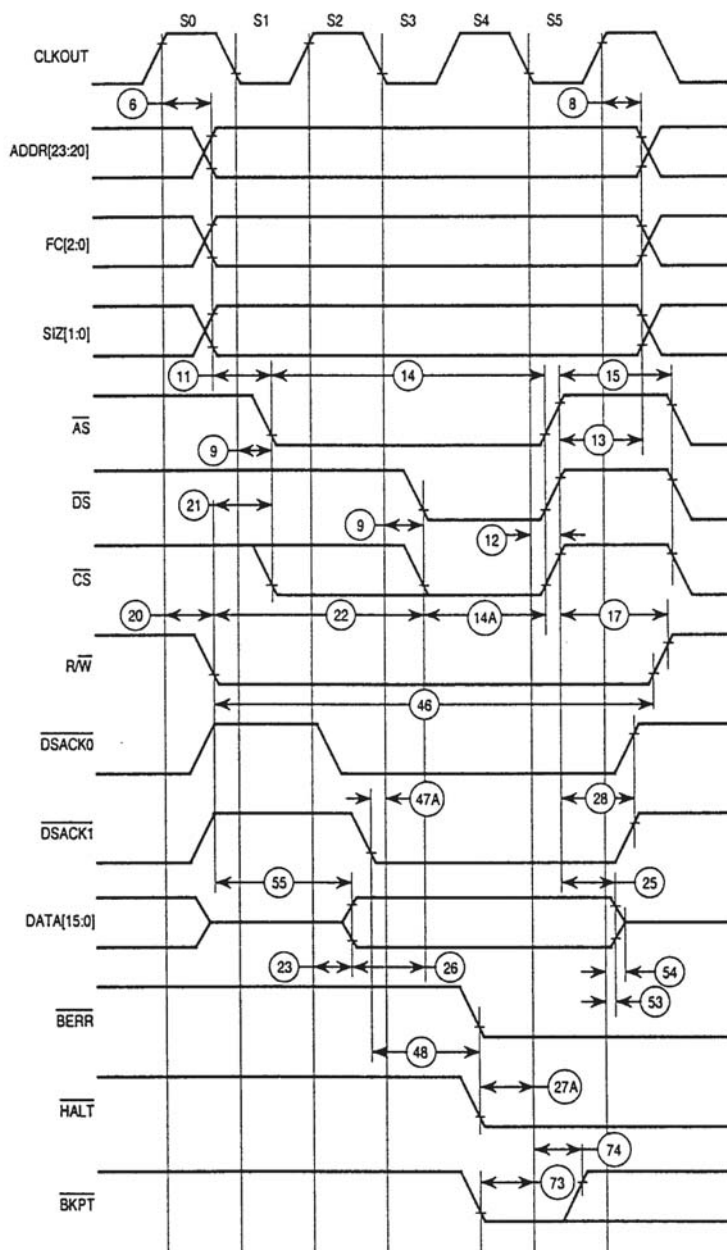 S0 S1 S2 S3 S4 S5
CLKOUT
6 8
ADDR[23:20]
FC[2:0]
SIZ[1:0]
11 14 15
AS
9 13
DS
21 9 12
CS
20 22 14A 17
R/W
46
DSACK0
47A 28
DSACK1
55 25
DATA[15:0]
23 26 54
53
BERR
48
27A
HALT
74
73
BKPT